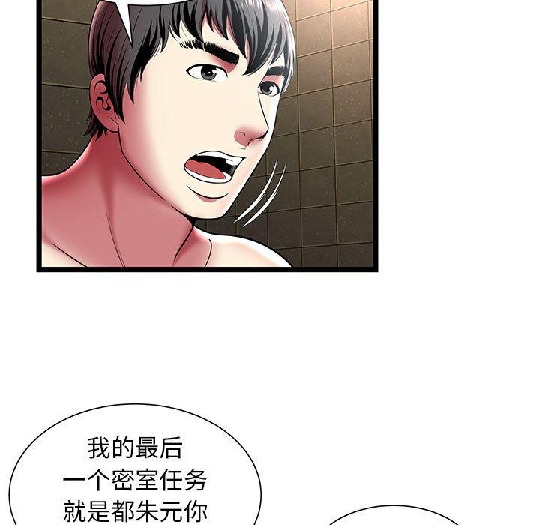 我的最后
一个密室任务
就是都朱元你